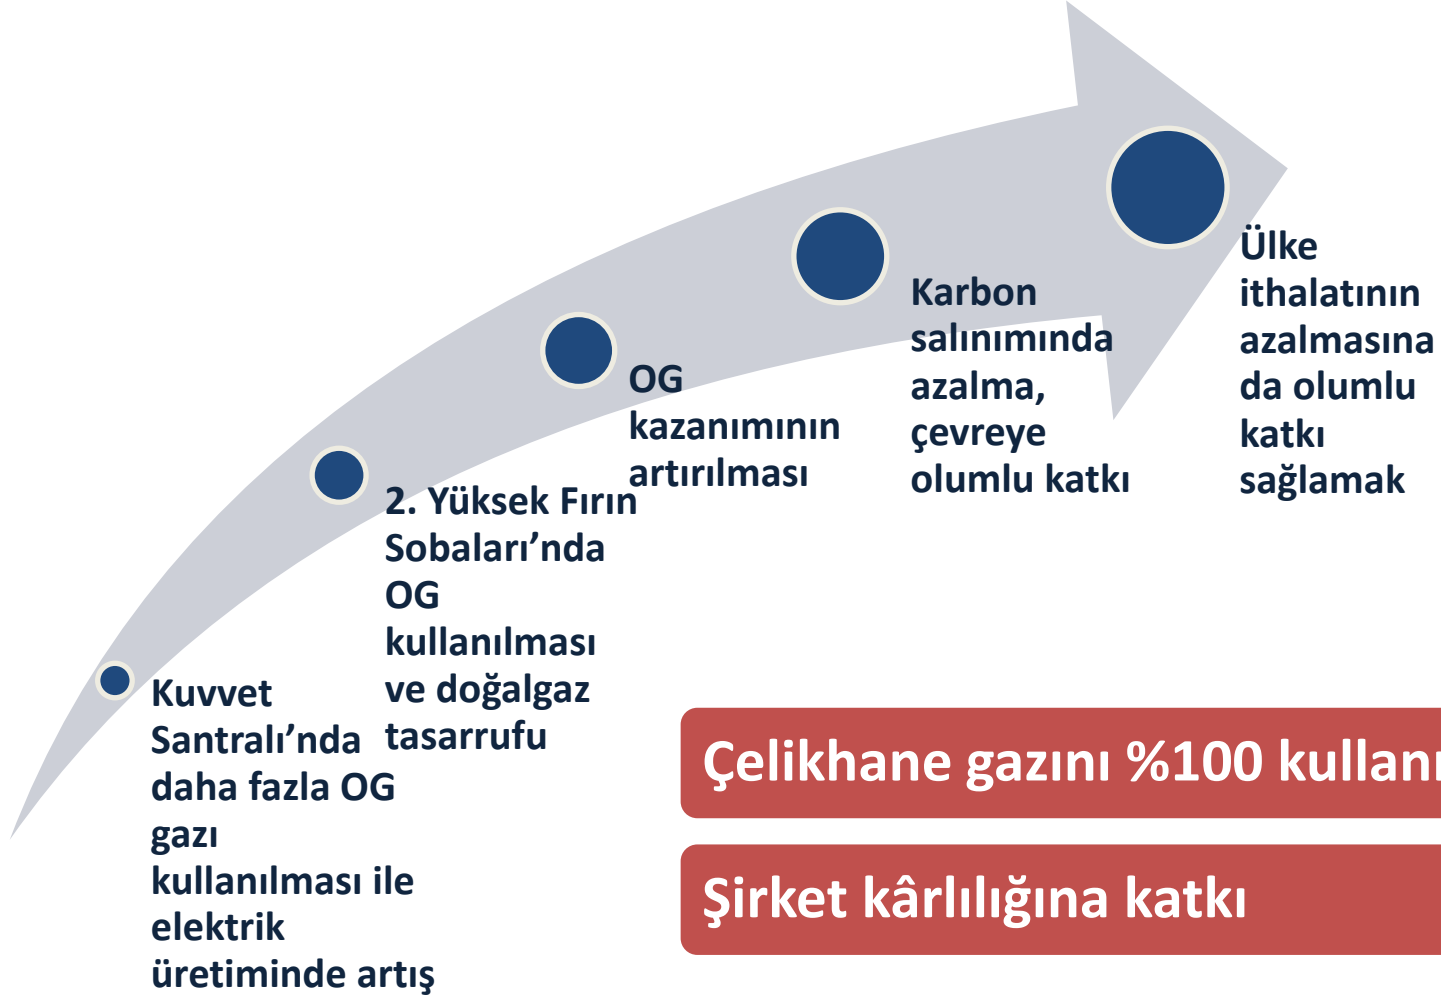 Kuvvet
Santralı’nda
daha fazla OG
gazı
kullanılması ile
elektrik
üretiminde artış
2. Yüksek Fırın
Sobaları’nda
OG
kullanılması
ve doğalgaz
tasarrufu
OG
kazanımının
artırılması
Karbon
salınımında
azalma,
çevreye
olumlu katkı
Ülke
ithalatının
azalmasına
da olumlu
katkı
sağlamak
Çelikhane gazını %100
Şirket kârlılığına katkı